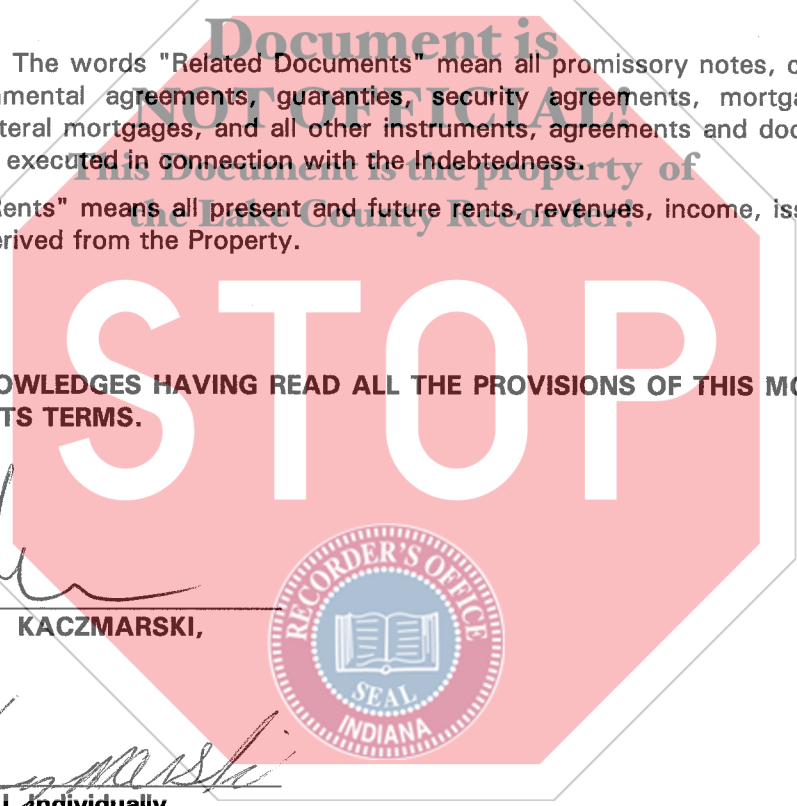 Document is
The words "Related Documents" mean all promissory notes, c
nmental agreements, guaranties, security agreements, mortga
NOT OFFICIAL!
teral mortgages, and all other instruments, agreements and doc
executed in connection with the Indebtedness.
This Document is the property of
ents" means all present and future rents, revenues, income, iss
the Lake County Recorder!
erived from the Property.
STOP
OWLEDGES HAVING READ ALL THE PROVISIONS OF THIS MO
TS TERMS.
KACZMARSKI,
RECORDER'S OFFICE
SEAL
INDIANA
Individually